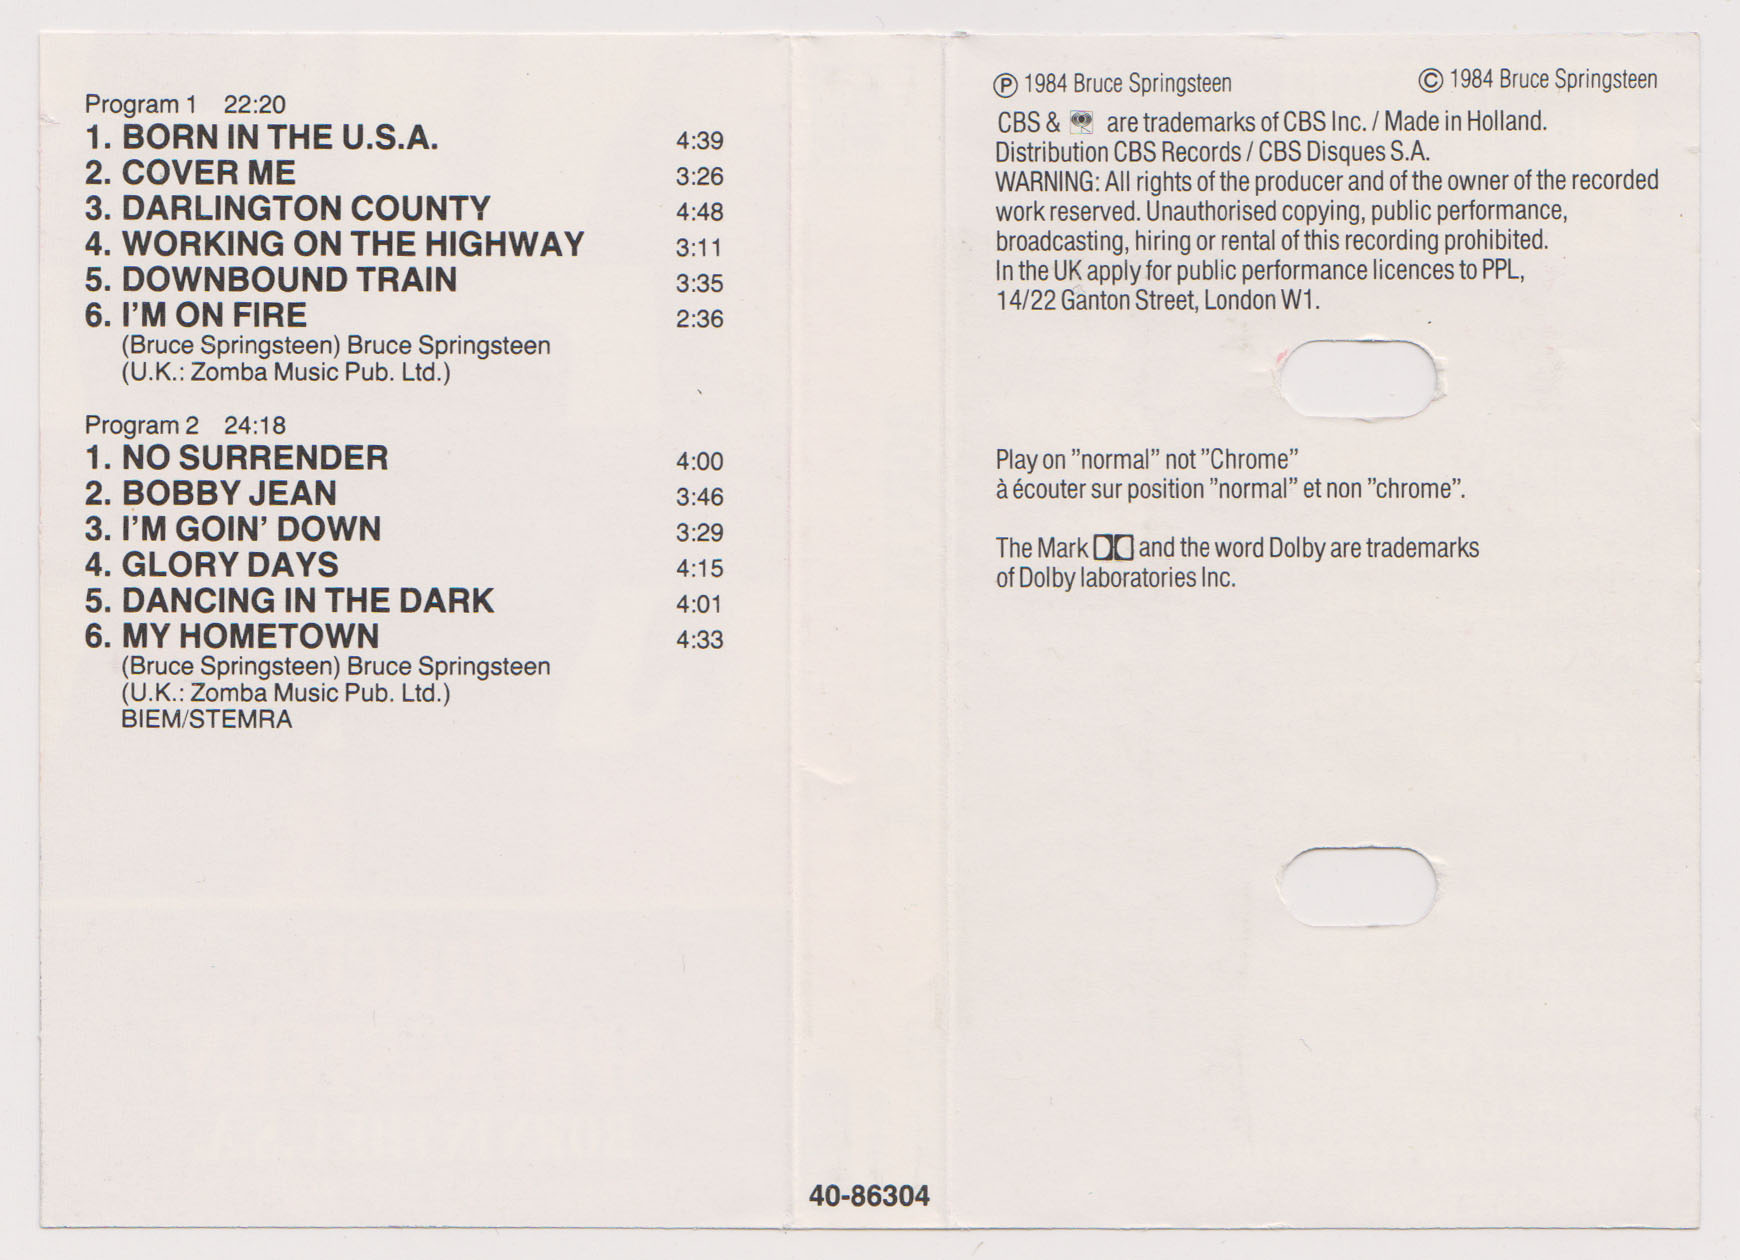 Program 1 22:20
1. BORN IN THE U.S.A. 4:39
2. COVER ME 3:26
3. DARLINGTON COUNTY 4:48
4. WORKING ON THE HIGHWAY 3:11
5. DOWNBOUND TRAIN 3:35
6. I'M ON FIRE 2:36
(Bruce Springsteen) Bruce Springsteen
(U.K.: Zomba Music Pub. Ltd.)
Program 2 24:18
1. NO SURRENDER 4:00
2. BOBBY JEAN 3:46
3. I'M GOIN' DOWN 3:29
4. GLORY DAYS 4:15
5. DANCING IN THE DARK 4:01
6. MY HOMETOWN 4:33
(Bruce Springsteen) Bruce Springsteen
(U.K.: Zomba Music Pub. Ltd.)
BIEM/STEMRA
40-86304
Ⓟ 1984 Bruce Springsteen © 1984 Bruce Springsteen
CBS & are trademarks of CBS Inc. / Made in Holland.
Distribution CBS Records / CBS Disques S.A.
WARNING: All rights of the producer and of the owner of the recorded
work reserved. Unauthorised copying, public performance,
broadcasting, hiring or rental of this recording prohibited.
In the UK apply for public performance licences to PPL,
14/22 Ganton Street, London W1.
Play on ”normal” not ”Chrome”
à écouter sur position ”normal” et non ”chrome”.
The Mark and the word Dolby are trademarks
of Dolby laboratories Inc.